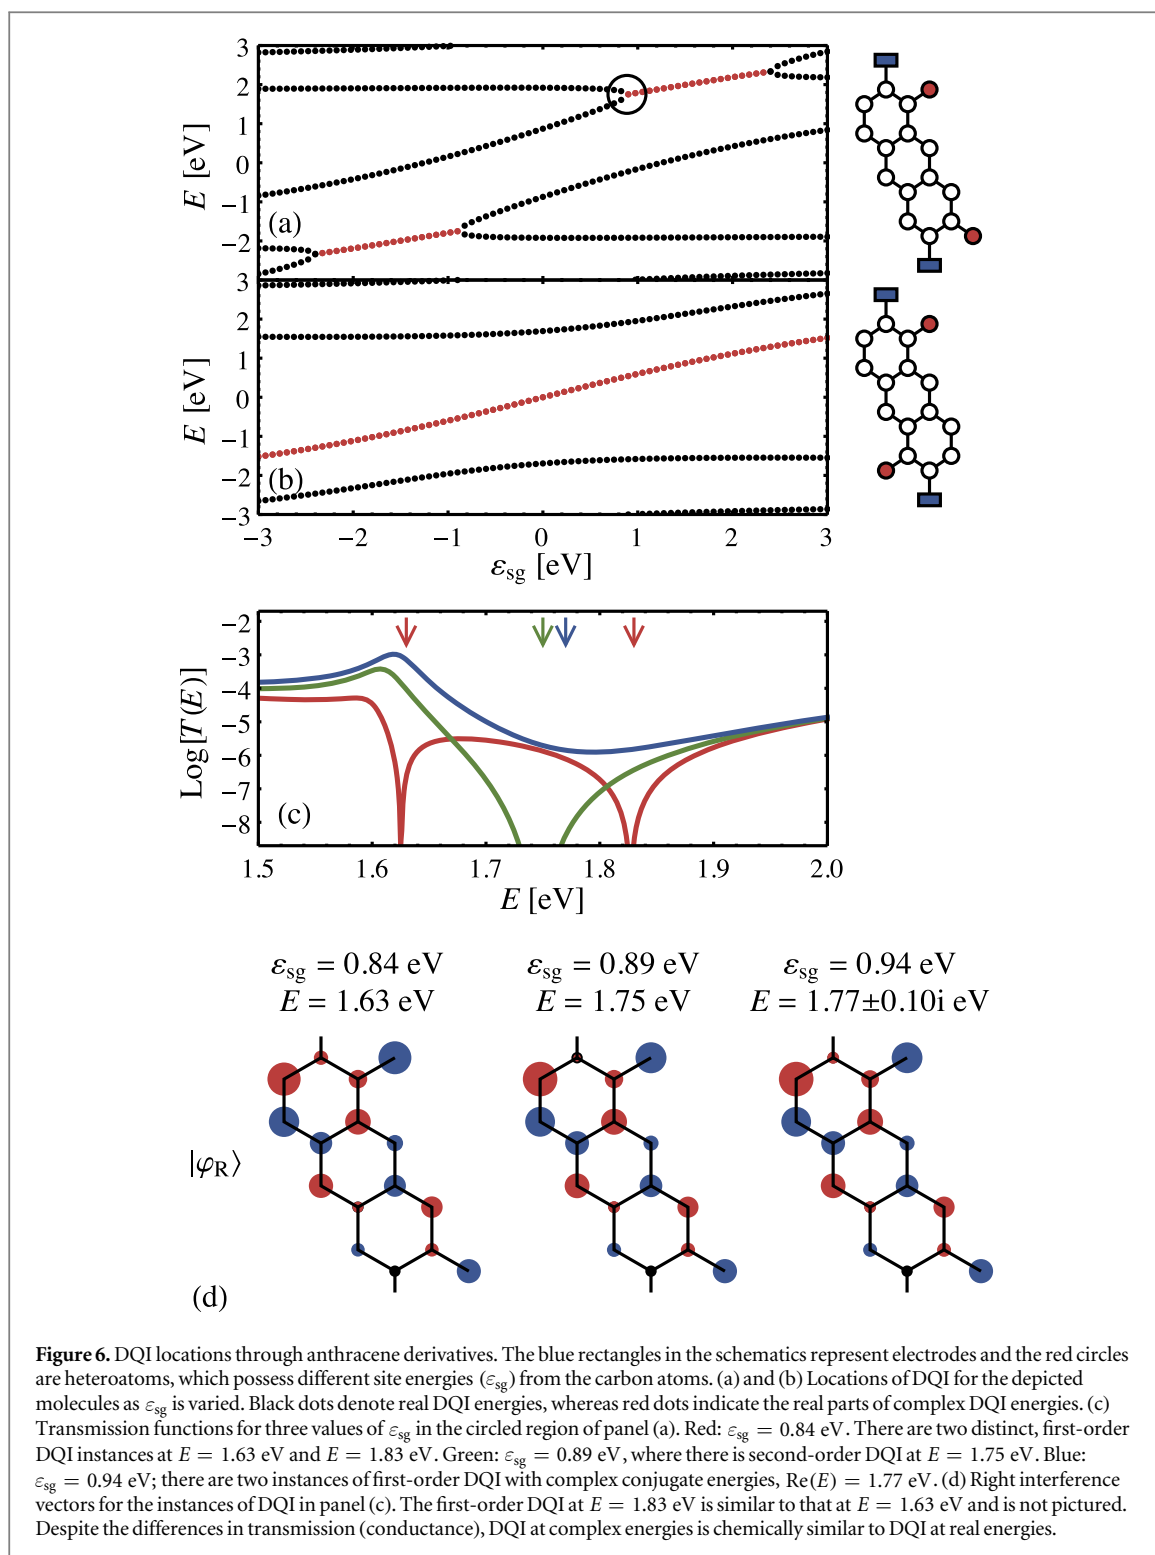 3
2
1
0
−1
−2
E [eV]
(a)
3
2
1
0
−1
−2
−3
E [eV]
(b)
−3 −2 −1 0 1 2 3
εsg [eV]
−2
−3
−4
−5
−6
−7
−8
Log[T(E)]
(c)
1.5 1.6 1.7 1.8 1.9 2.0
E [eV]
εsg = 0.84 eV εsg = 0.89 eV εsg = 0.94 eV
E = 1.63 eV E = 1.75 eV E = 1.77±0.10i eV
|φR⟩
(d)
Figure 6. DQI locations through anthracene derivatives. The blue rectangles in the schematics represent electrodes and the red circles
are heteroatoms, which possess different site energies (εsg) from the carbon atoms. (a) and (b) Locations of DQI for the depicted
molecules as εsg is varied. Black dots denote real DQI energies, whereas red dots indicate the real parts of complex DQI energies. (c)
Transmission functions for three values of εsg in the circled region of panel (a). Red: εsg = 0.84 eV. There are two distinct, first-order
DQI instances at E = 1.63 eV and E = 1.83 eV. Green: εsg = 0.89 eV, where there is second-order DQI at E = 1.75 eV. Blue:
εsg = 0.94 eV; there are two instances of first-order DQI with complex conjugate energies, Re(E) = 1.77 eV. (d) Right interference
vectors for the instances of DQI in panel (c). The first-order DQI at E = 1.83 eV is similar to that at E = 1.63 eV and is not pictured.
Despite the differences in transmission (conductance), DQI at complex energies is chemically similar to DQI at real energies.